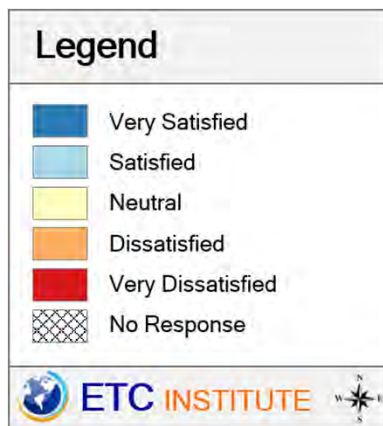 Legend
Very Satisfied
Satisfied
Neutral
Dissatisfied
Very Dissatisfied
No Response
ETC INSTITUTE
N
W E
S